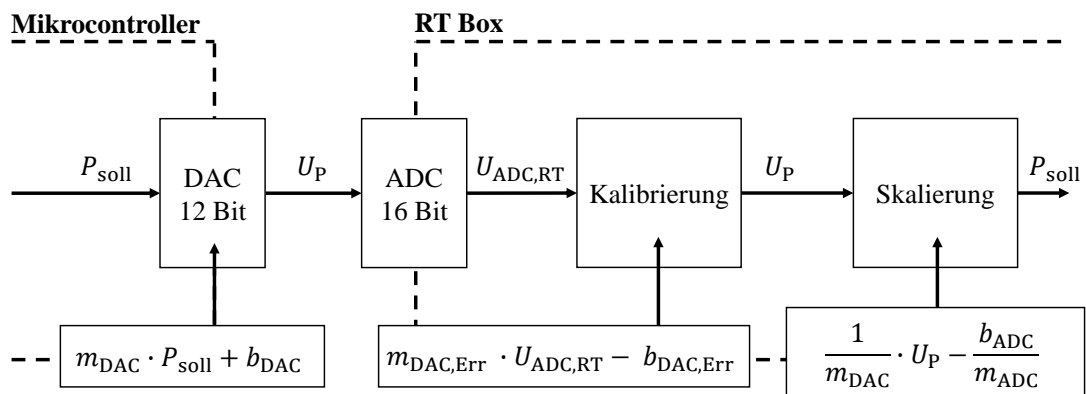 Mikrocontroller
RT Box
P_soll
DAC
12 Bit
U_P
ADC
16 Bit
U_ADC,RT
Kalibrierung
U_P
Skalierung
P_soll
m_DAC · P_soll + b_DAC
m_DAC,Err · U_ADC,RT − b_DAC,Err
1/m_DAC · U_P − b_ADC/m_ADC